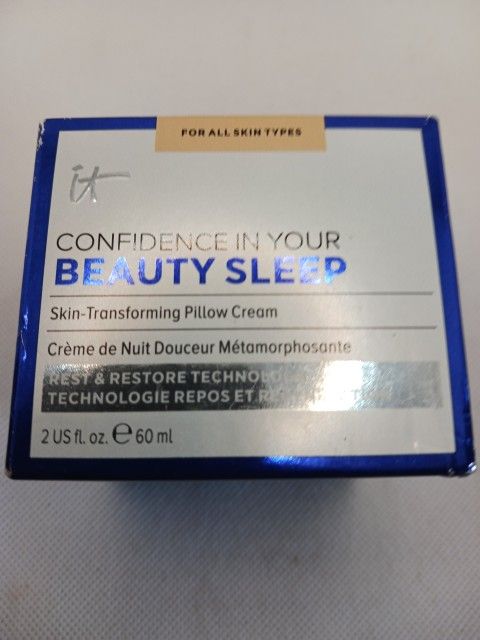 FOR ALL SKIN TYPES
it
CONFIDENCE IN YOUR
BEAUTY SLEEP
Skin-Transforming Pillow Cream
Crème de Nuit Douceur Métamorphosante
REST & RESTORE
TECHNOLOGIE REPOS ET
2 US fl. oz. ℮ 60 ml